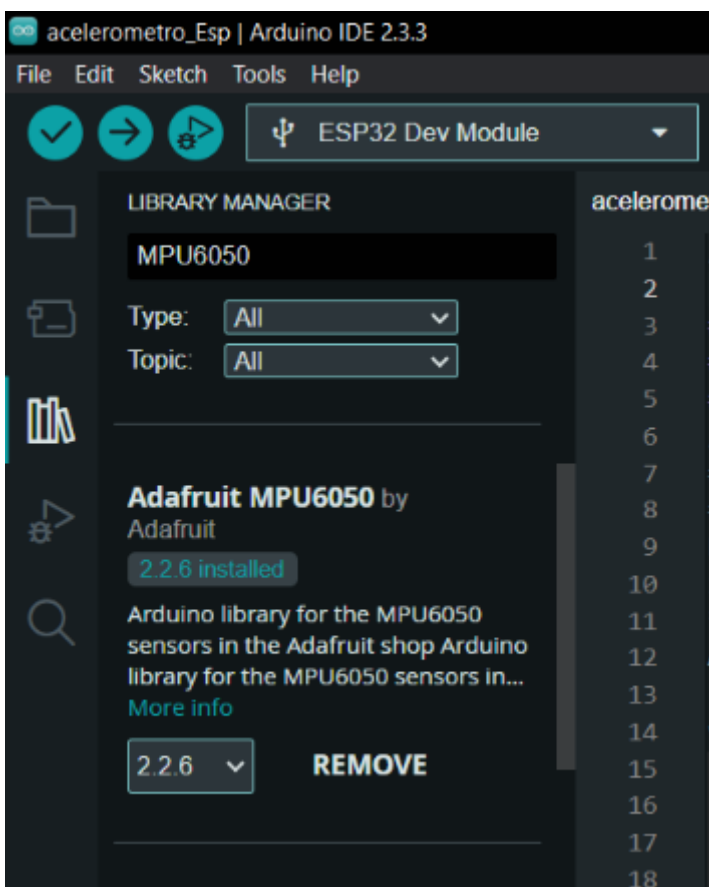 acelerometro_Esp | Arduino IDE 2.3.3
File Edit Sketch Tools Help
ESP32 Dev Module
LIBRARY MANAGER
MPU6050
Type: All
Topic: All
Adafruit MPU6050 by
Adafruit
2.2.6 installed
Arduino library for the MPU6050
sensors in the Adafruit shop Arduino
library for the MPU6050 sensors in...
More info
2.2.6 REMOVE
acelerome
1
2
3
4
5
6
7
8
9
10
11
12
13
14
15
16
17
18